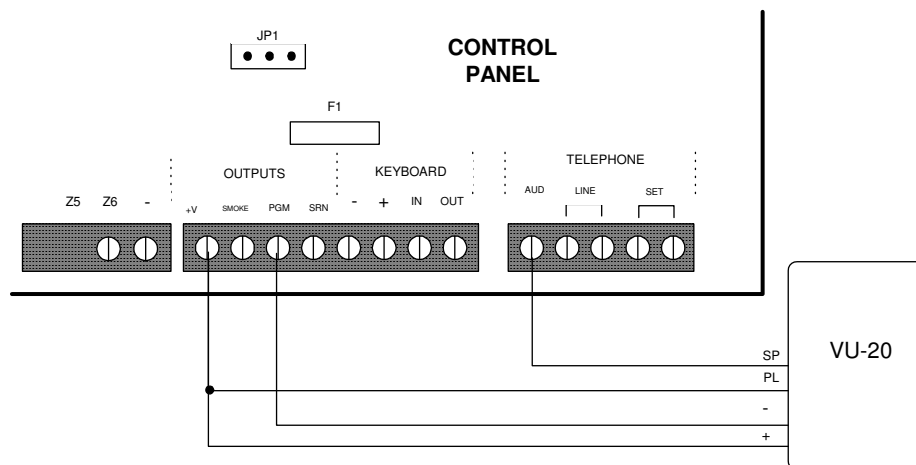 JP1
CONTROL
PANEL
F1
TELEPHONE
OUTPUTS
KEYBOARD
AUD LINE SET
Z5 Z6 - +V SMOKE PGM SRN - + IN OUT
SP
VU-20
PL
-
+